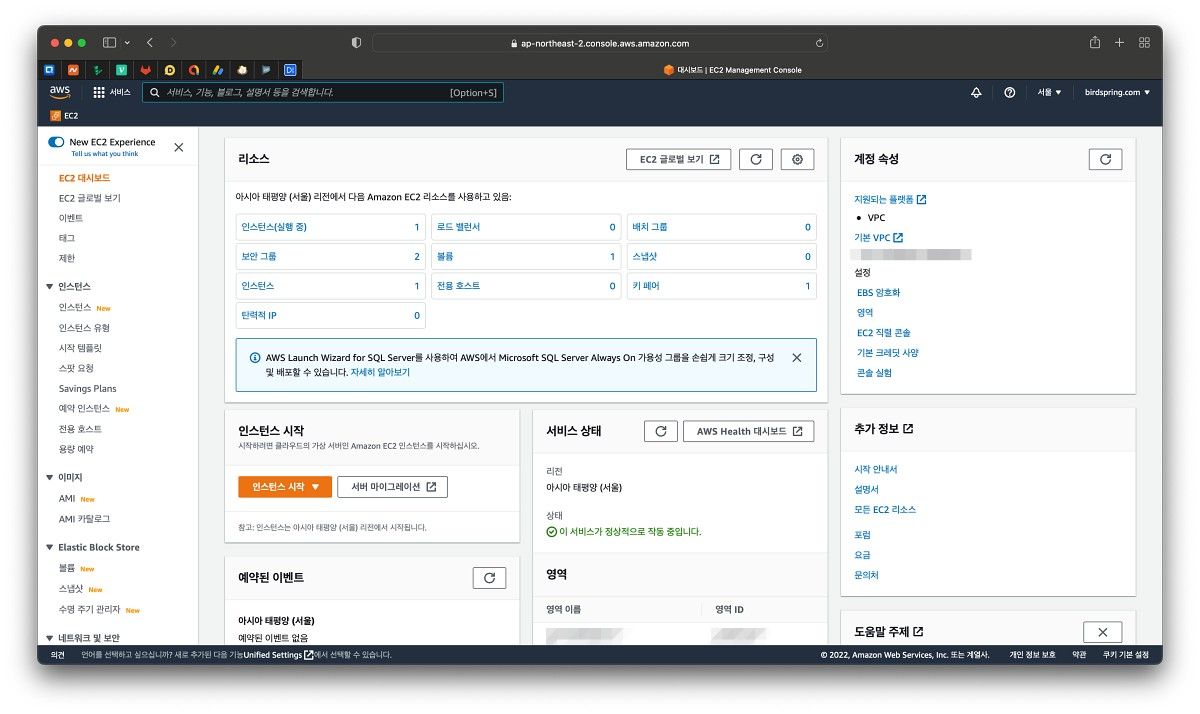 ap-northeast-2.console.aws.amazon.com
대시보드 | EC2 Management Console
aws
서비스
서비스, 기능, 블로그, 설명서 등을 검색합니다.
[Option+S]
서울
birdspring.com
EC2
New EC2 Experience
Tell us what you think
EC2 대시보드
EC2 글로벌 보기
이벤트
태그
제한
인스턴스
인스턴스 New
인스턴스 유형
시작 템플릿
스팟 요청
Savings Plans
예약 인스턴스 New
전용 호스트
용량 예약
이미지
AMI New
AMI 카탈로그
Elastic Block Store
볼륨 New
스냅샷 New
수명 주기 관리자 New
네트워크 및 보안
리소스
EC2 글로벌 보기
아시아 태평양 (서울) 리전에서 다음 Amazon EC2 리소스를 사용하고 있음:
인스턴스(실행 중) 1
로드 밸런서 0
배치 그룹 0
보안 그룹 2
볼륨 1
스냅샷 0
인스턴스 1
전용 호스트 0
키 페어 1
탄력적 IP 0
AWS Launch Wizard for SQL Server를 사용하여 AWS에서 Microsoft SQL Server Always On 가용성 그룹을 손쉽게 크기 조정, 구성
및 배포할 수 있습니다. 자세히 알아보기
인스턴스 시작
시작하려면 클라우드의 가상 서버인 Amazon EC2 인스턴스를 시작하십시오.
인스턴스 시작
서버 마이그레이션
참고: 인스턴스는 아시아 태평양 (서울) 리전에서 시작됩니다.
예약된 이벤트
아시아 태평양 (서울)
예약된 이벤트 없음
서비스 상태
AWS Health 대시보드
리전
아시아 태평양 (서울)
상태
이 서비스가 정상적으로 작동 중입니다.
영역
영역 이름
영역 ID
계정 속성
지원되는 플랫폼
• VPC
기본 VPC
설정
EBS 암호화
영역
EC2 직렬 콘솔
기본 크레딧 사양
콘솔 실험
추가 정보
시작 안내서
설명서
모든 EC2 리소스
포럼
요금
문의처
도움말 주제
의견
언어를 선택하고 싶으십니까? 새로 추가된 다음 기능Unified Settings에서 선택할 수 있습니다.
© 2022, Amazon Web Services, Inc. 또는 계열사.
개인 정보 보호
약관
쿠키 기본 설정